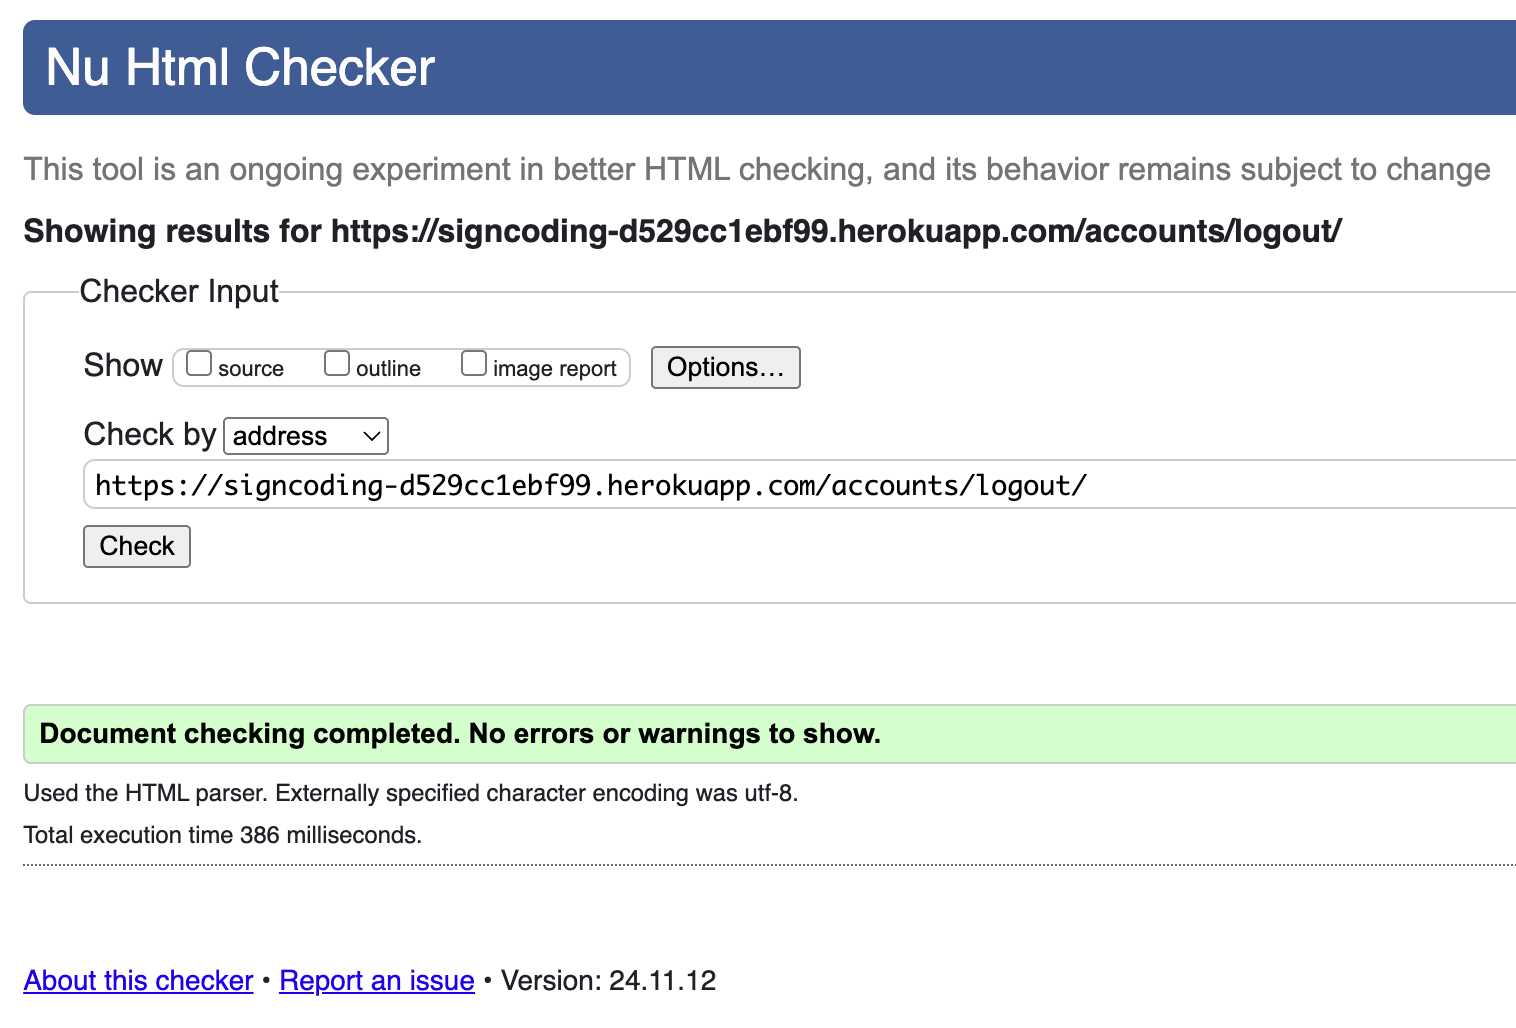 Nu Html Checker
This tool is an ongoing experiment in better HTML checking, and its behavior remains subject to change
Showing results for https://signcoding-d529cc1ebf99.herokuapp.com/accounts/logout/
Checker Input
Show source outline image report Options…
Check by address
https://signcoding-d529cc1ebf99.herokuapp.com/accounts/logout/
Check
Document checking completed. No errors or warnings to show.
Used the HTML parser. Externally specified character encoding was utf-8.
Total execution time 386 milliseconds.
About this checker • Report an issue • Version: 24.11.12